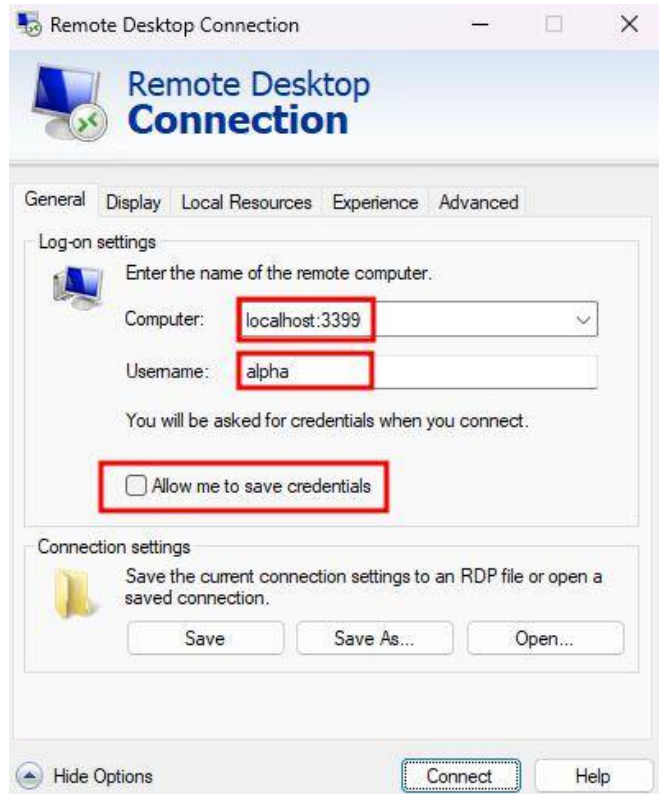 Remote Desktop Connection
Remote Desktop
Connection
General Display Local Resources Experience Advanced
Log-on settings
Enter the name of the remote computer.
Computer: localhost:3399
Username: alpha
You will be asked for credentials when you connect.
Allow me to save credentials
Connection settings
Save the current connection settings to an RDP file or open a
saved connection.
Save Save As... Open...
Hide Options Connect Help